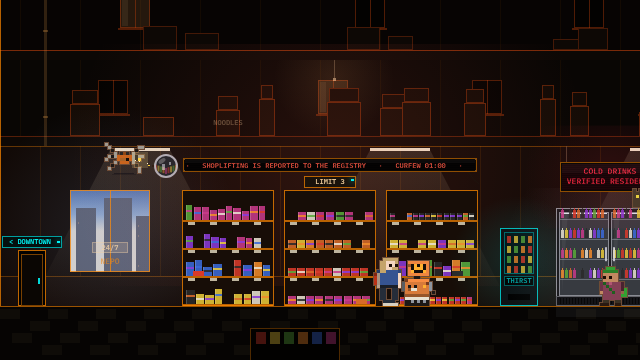 NOODLES
· SHOPLIFTING IS REPORTED TO THE REGISTRY · CURFEW 01:00 ·
LIMIT 3
COLD DRINKS
VERIFIED RESIDE
< DOWNTOWN
24/7
DEPO
THIRST